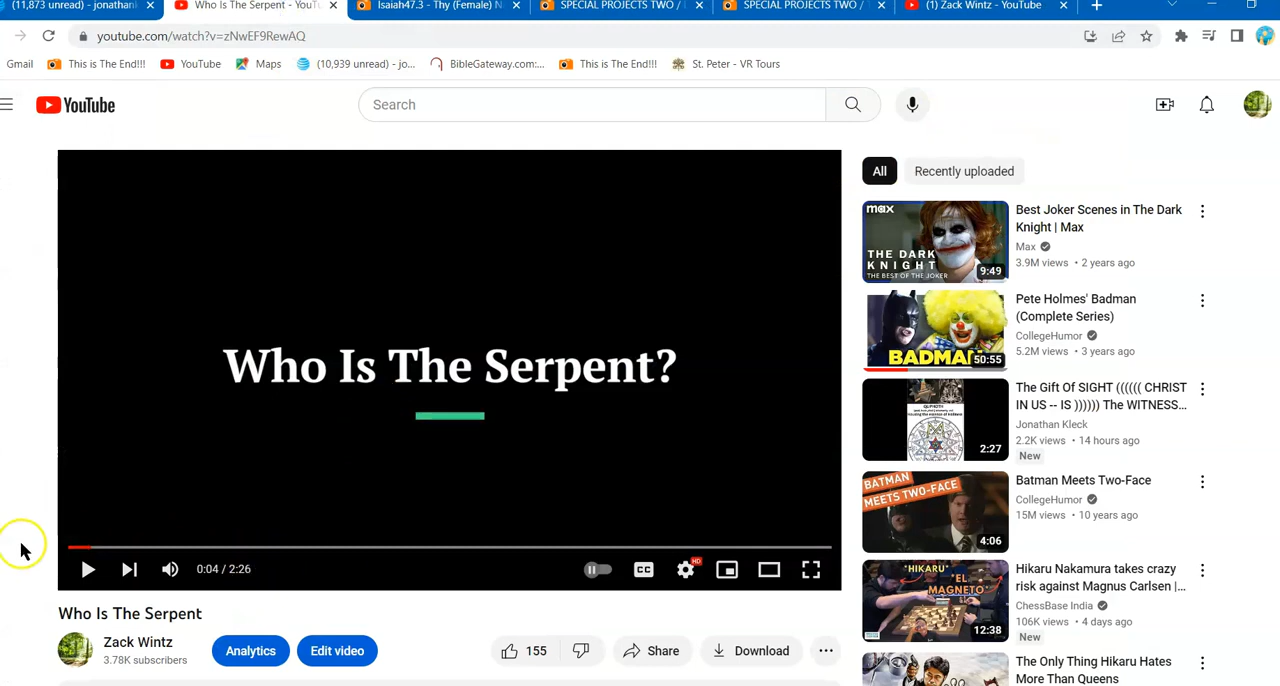 (11,873 unread) - jonathank
Who Is The Serpent - YouT
Isaiah47.3 - Thy (Female) N
SPECIAL PROJECTS TWO /
SPECIAL PROJECTS TWO /
(1) Zack Wintz - YouTube
youtube.com/watch?v=zNwEF9RewAQ
Gmail
This is The End!!!
YouTube
Maps
(10,939 unread) - jo...
BibleGateway.com:...
This is The End!!!
St. Peter - VR Tours
YouTube
Search
All
Recently uploaded
Who Is The Serpent?
0:04 / 2:26
CC
HD
Who Is The Serpent
Zack Wintz
3.78K subscribers
Analytics
Edit video
155
Share
Download
max
THE DARK
KNIGHT
THE BEST OF THE JOKER
9:49
Best Joker Scenes in The Dark
Knight | Max
Max
3.9M views • 2 years ago
BADMAN
50:55
Pete Holmes' Badman
(Complete Series)
CollegeHumor
5.2M views • 3 years ago
2:27
The Gift Of SIGHT (((((( CHRIST
IN US -- IS )))))) The WITNESS...
Jonathan Kleck
2.2K views • 14 hours ago
New
BATMAN
MEETS TWO-FACE
4:06
Batman Meets Two-Face
CollegeHumor
15M views • 10 years ago
"HIKARU"
"EL
MAGNETO"
12:38
Hikaru Nakamura takes crazy
risk against Magnus Carlsen |...
ChessBase India
106K views • 4 days ago
New
The Only Thing Hikaru Hates
More Than Queens